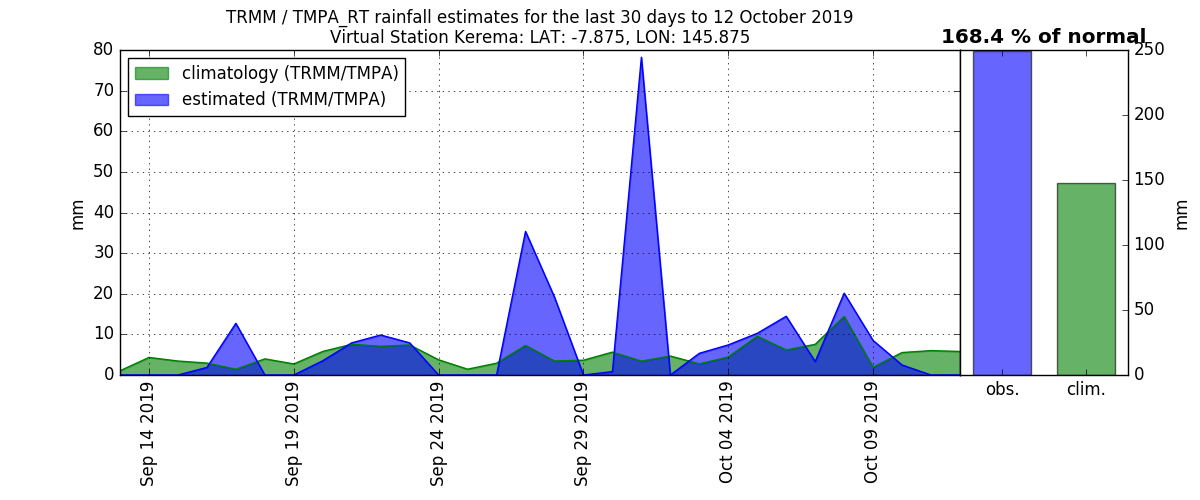 TRMM / TMPA_RT rainfall estimates for the last 30 days to 12 October 2019
Virtual Station Kerema: LAT: -7.875, LON: 145.875
168.4 % of normal
climatology (TRMM/TMPA)
estimated (TRMM/TMPA)
mm
80
70
60
50
40
30
20
10
0
Sep 14 2019
Sep 19 2019
Sep 24 2019
Sep 29 2019
Oct 04 2019
Oct 09 2019
obs.
clim.
250
200
150
100
50
0
mm